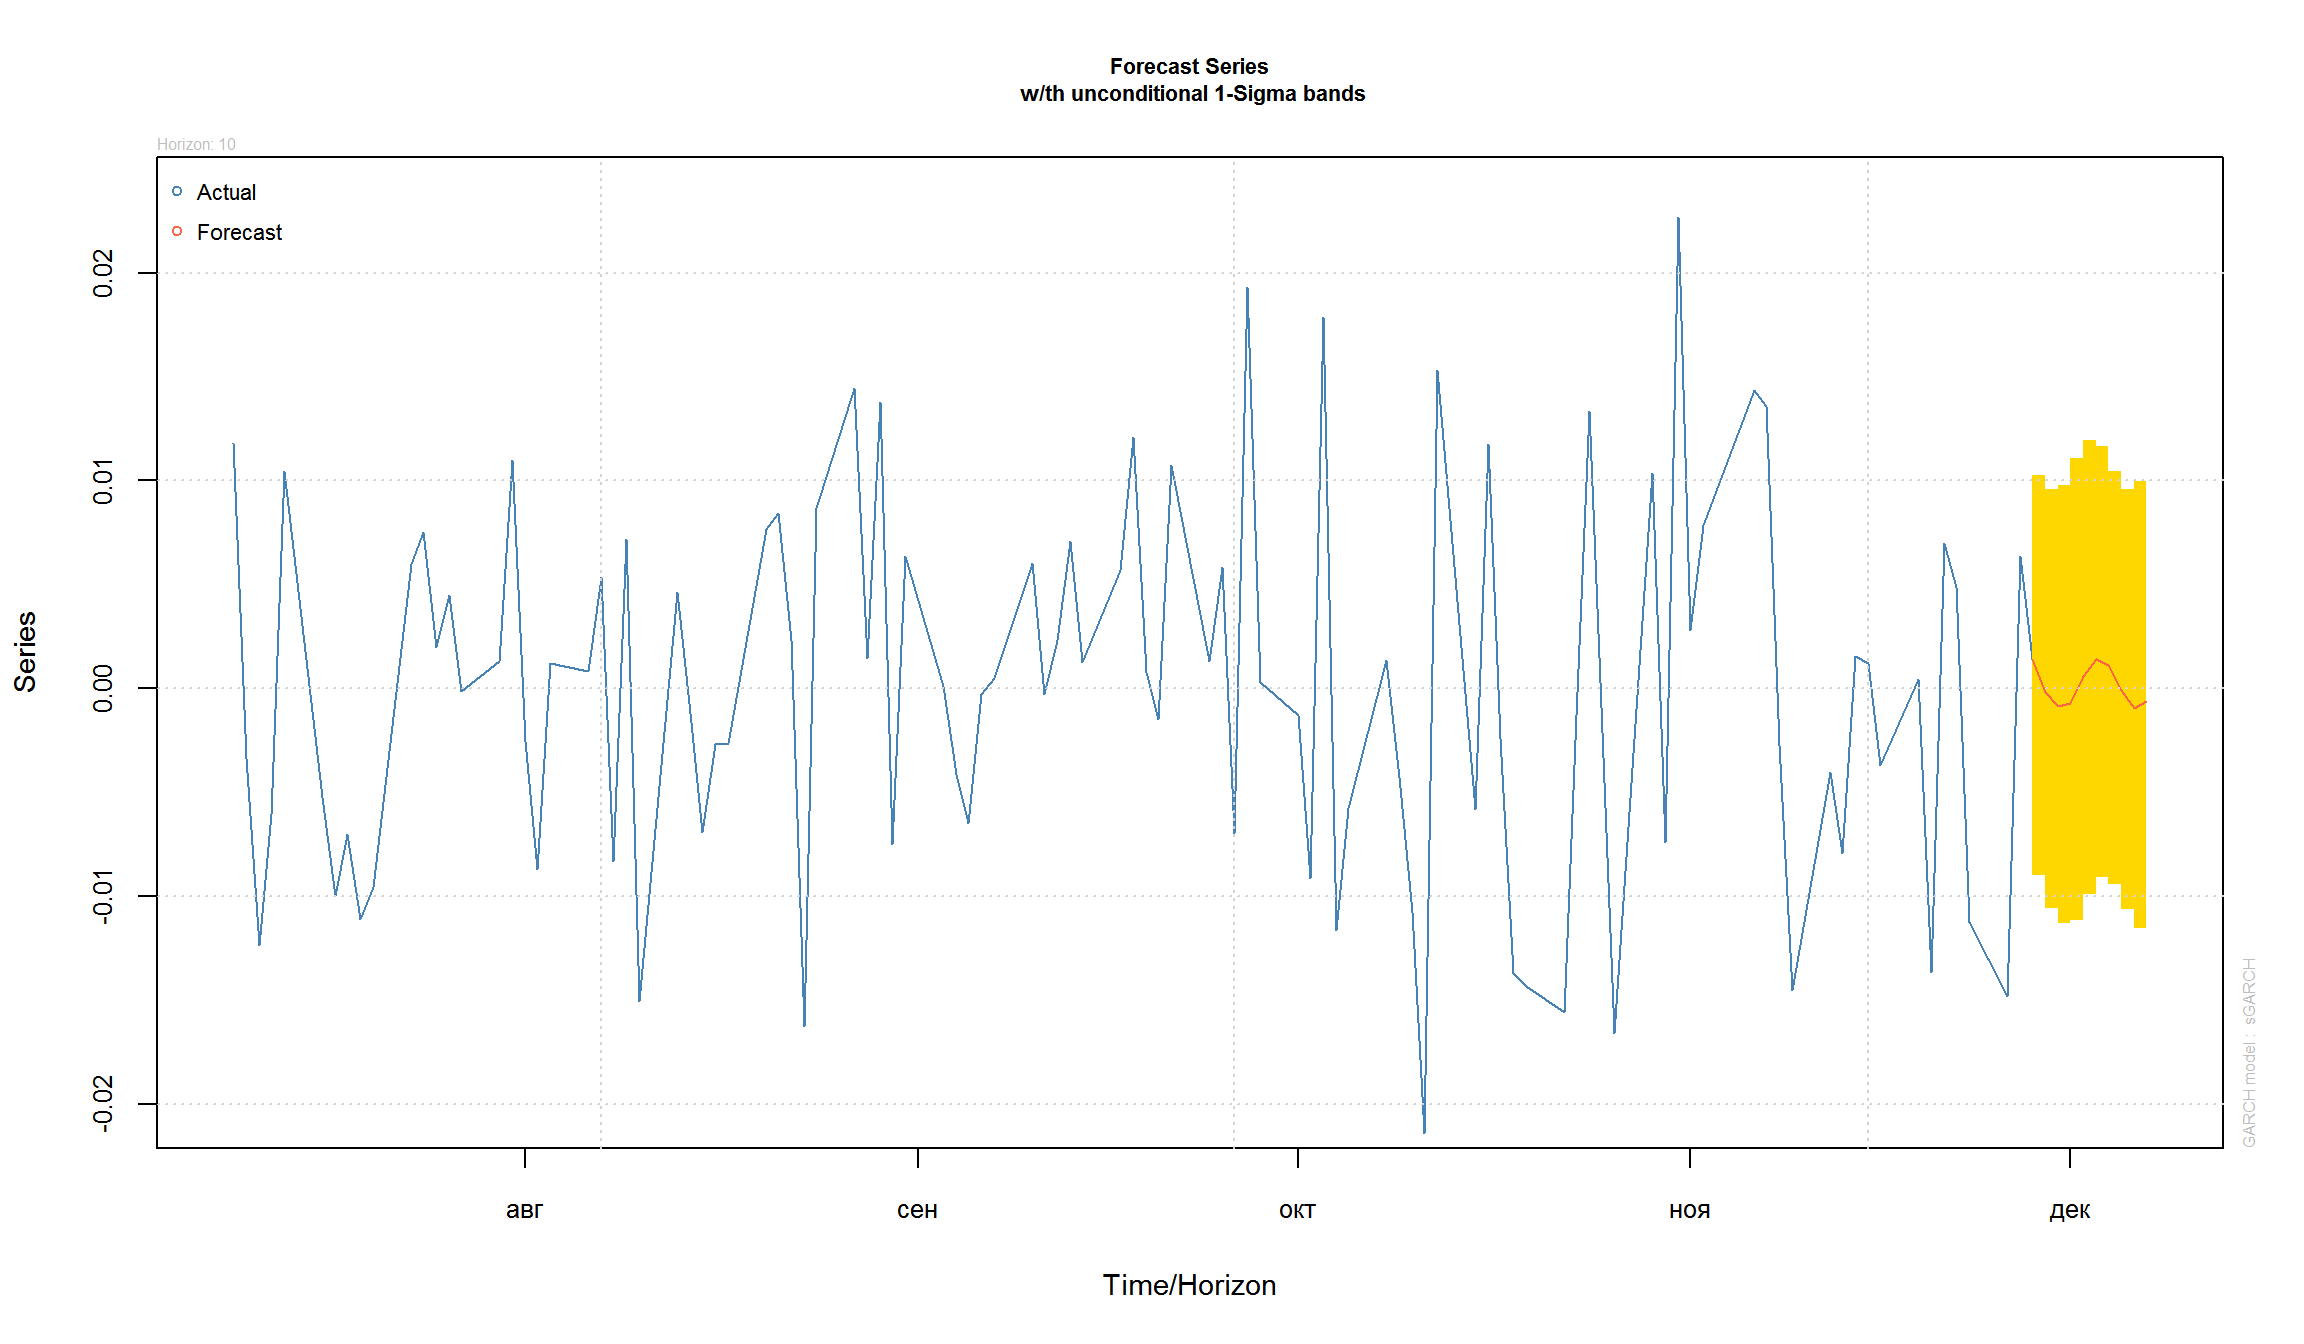 Forecast Series
w/th unconditional 1-Sigma bands
Horizon: 10
Actual
Forecast
0.02
0.01
0.00
-0.01
-0.02
Series
авг
сен
окт
ноя
дек
Time/Horizon
GARCH model : sGARCH